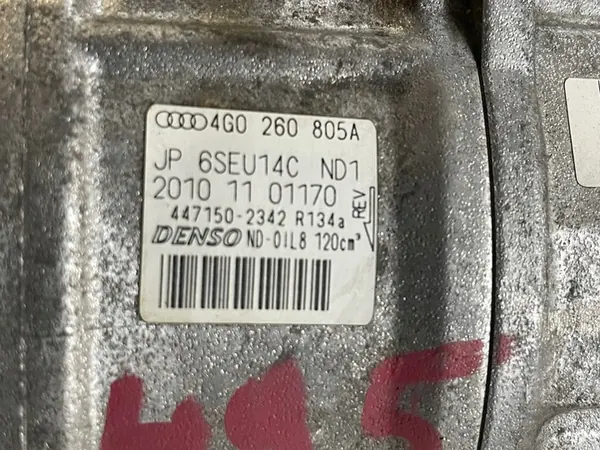 4G0 260 805A
JP 6SEU14C ND1
2010 11 01170
REV
447150-2342 R134a
DENSO ND-OIL8 120cm³